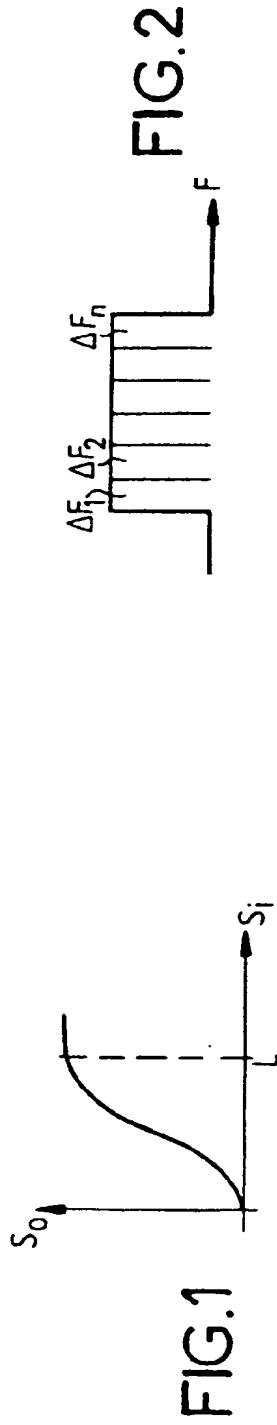 FIG.1
S₀
Sᵢ
L
FIG.2
ΔF₁
ΔF₂
ΔFₙ
F